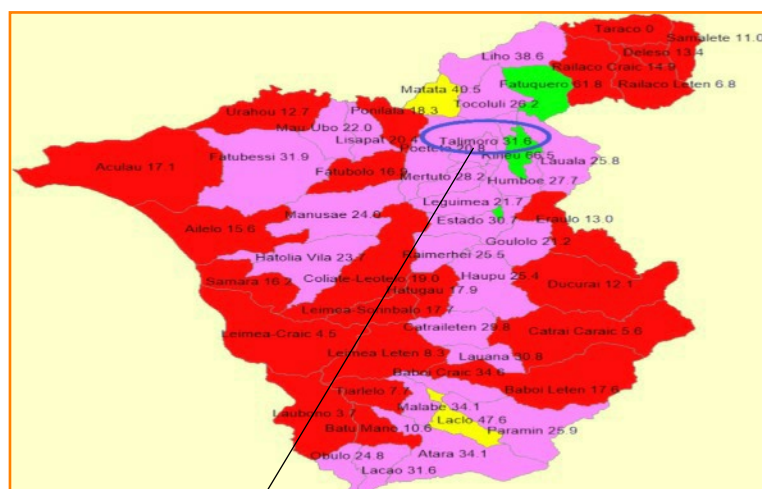 Taraco 0
Samalete 11.0
Liho 38.6
Deleso 13.4
Railaco Craic 14.9
Fatuquero 61.8
Railaco Leten 6.8
Matata 40.5
Tocoluli 26.2
Urahou 12.7
Ponilala 18.3
Mau-Ubo 22.0
Lisapat 20.4
Talimoro 31.6
Fatubessi 31.9
Kineu 66.5
Lauala 25.8
Aculau 17.1
Fatubolo
Mertuto 28.2
Humboe 27.7
Leguimea 21.7
Manusae 24.0
Estado 30.7
Eraulo 13.0
Ailelo 15.6
Goulolo 21.2
Hatolia Vila 23.7
Raimerhei 25.5
Samara 16.2
Coliate-Leotelo 19.0
Haupu 25.4
Hatugau 17.9
Ducurai 12.1
Leimea-Sorinbalo 17.7
Leimea-Craic 4.5
Catraileten 29.8
Catrai Caraic 5.6
Leimea Leten 8.3
Lauana 30.8
Baboi Craic 34.6
Tiarlelo 7.7
Baboi Leten 17.6
Laubono 3.7
Malabe 34.1
Batu Mane 10.6
Laclo 47.6
Paramin 25.9
Obulo 24.8
Atara 34.1
Lacao 31.6